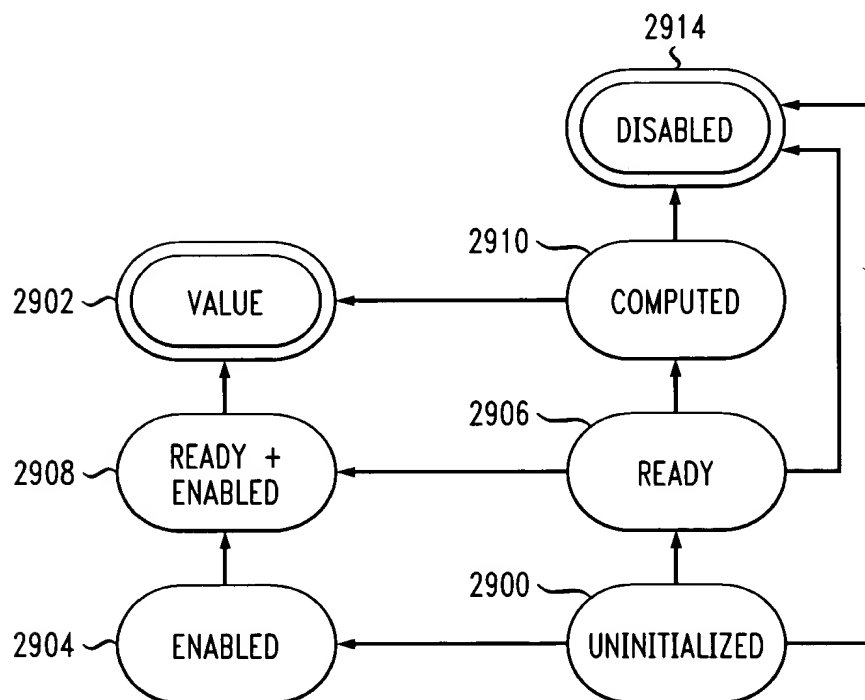 2914
DISABLED
2910
2902
VALUE
COMPUTED
2906
2908
READY +
ENABLED
READY
2900
2904
ENABLED
UNINITIALIZED